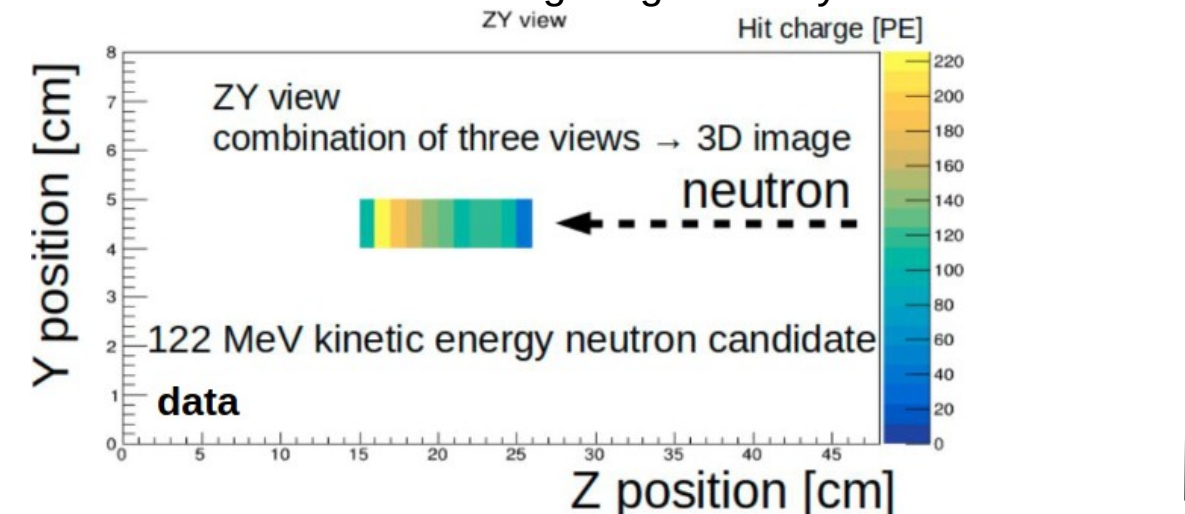 ZY view
Hit charge [PE]
ZY view
combination of three views → 3D image
neutron
122 MeV kinetic energy neutron candidate
data
Y position [cm]
8
7
6
5
4
3
2
1
0
0 5 10 15 20 25 30 35 40 45
Z position [cm]
220
200
180
160
140
120
100
80
60
40
20
0